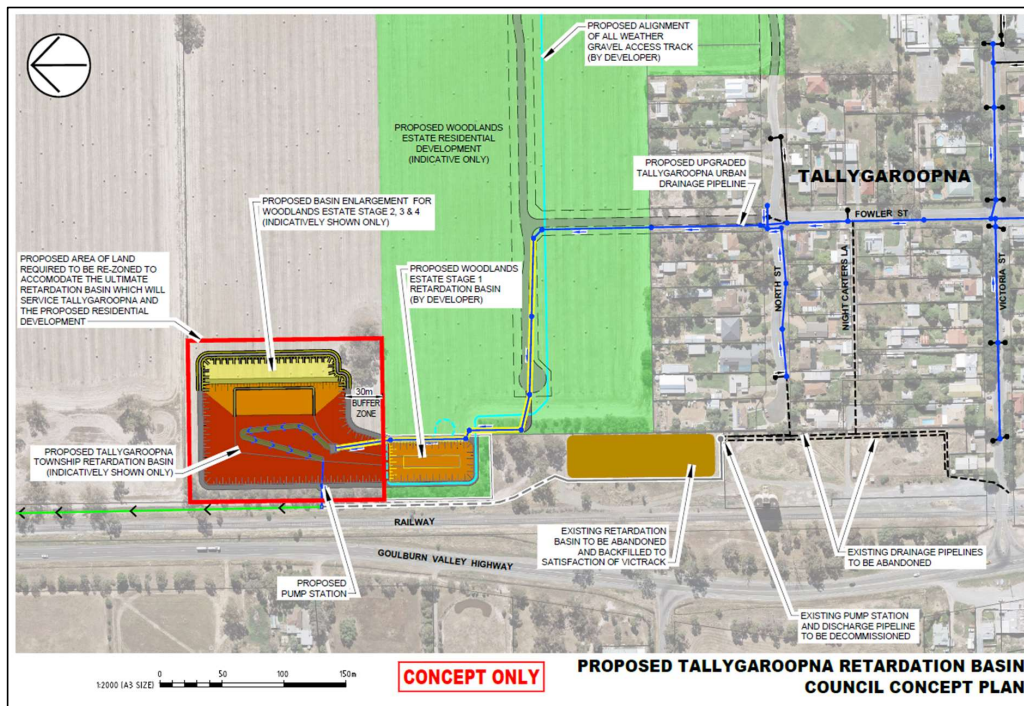 PROPOSED ALIGNMENT
OF ALL WEATHER
GRAVEL ACCESS TRACK
(BY DEVELOPER)
PROPOSED WOODLANDS
ESTATE RESIDENTIAL
DEVELOPMENT
(INDICATIVE ONLY)
PROPOSED UPGRADED
TALLYGAROOPNA URBAN
DRAINAGE PIPELINE
TALLYGAROOPNA
FOWLER ST
PROPOSED BASIN ENLARGEMENT FOR
WOODLANDS ESTATE STAGE 2, 3 & 4
(INDICATIVELY SHOWN ONLY)
PROPOSED AREA OF LAND
REQUIRED TO BE RE-ZONED TO
ACCOMODATE THE ULTIMATE
RETARDATION BASIN WHICH WILL
SERVICE TALLYGAROOPNA AND
THE PROPOSED RESIDENTIAL
DEVELOPMENT
PROPOSED WOODLANDS
ESTATE STAGE 1
RETARDATION BASIN
(BY DEVELOPER)
NORTH ST
NIGHT CARTERS LA
VICTORIA ST
30m
BUFFER
ZONE
PROPOSED TALLYGAROOPNA
TOWNSHIP RETARDATION BASIN
(INDICATIVELY SHOWN ONLY)
RAILWAY
GOULBURN VALLEY HIGHWAY
EXISTING RETARDATION
BASIN TO BE ABANDONED
AND BACKFILLED TO
SATISFACTION OF VICTRACK
EXISTING DRAINAGE PIPELINES
TO BE ABANDONED
PROPOSED
PUMP STATION
EXISTING PUMP STATION
AND DISCHARGE PIPELINE
TO BE DECOMMISSIONED
1:2000 (A3 SIZE)
0 50 100 150m
CONCEPT ONLY
PROPOSED TALLYGAROOPNA RETARDATION BASIN
COUNCIL CONCEPT PLAN